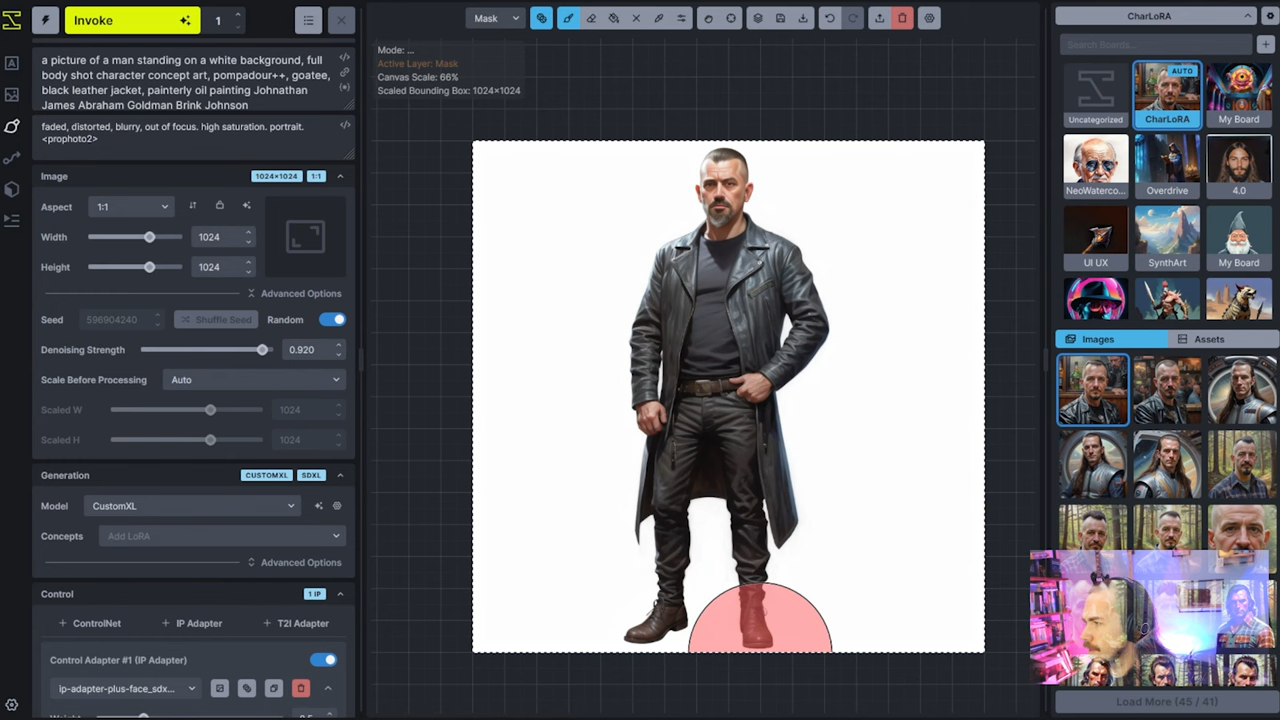 Invoke
1
a picture of a man standing on a white background, full
body shot character concept art, pompadour++, goatee,
black leather jacket, painterly oil painting Johnathan
James Abraham Goldman Brink Johnson
faded, distorted, blurry, out of focus. high saturation. portrait.
<prophoto2>
Image
1024×1024
1:1
Aspect
1:1
Width
1024
Height
1024
Advanced Options
Seed
596904240
Shuffle Seed
Random
Denoising Strength
0.920
Scale Before Processing
Auto
Scaled W
1024
Scaled H
1024
Generation
CUSTOMXL
SDXL
Model
CustomXL
Concepts
Add LoRA
Advanced Options
Control
1 IP
+ ControlNet
+ IP Adapter
+ T2I Adapter
Control Adapter #1 (IP Adapter)
ip-adapter-plus-face_sdx...
Weight
0.5
Mask
Mode: ...
Active Layer: Mask
Canvas Scale: 66%
Scaled Bounding Box: 1024×1024
CharLoRA
Search Boards...
Uncategorized
AUTO
CharLoRA
My Board
NeoWaterco...
Overdrive
4.0
UI UX
SynthArt
My Board
Images
Assets
Load More (45 / 41)